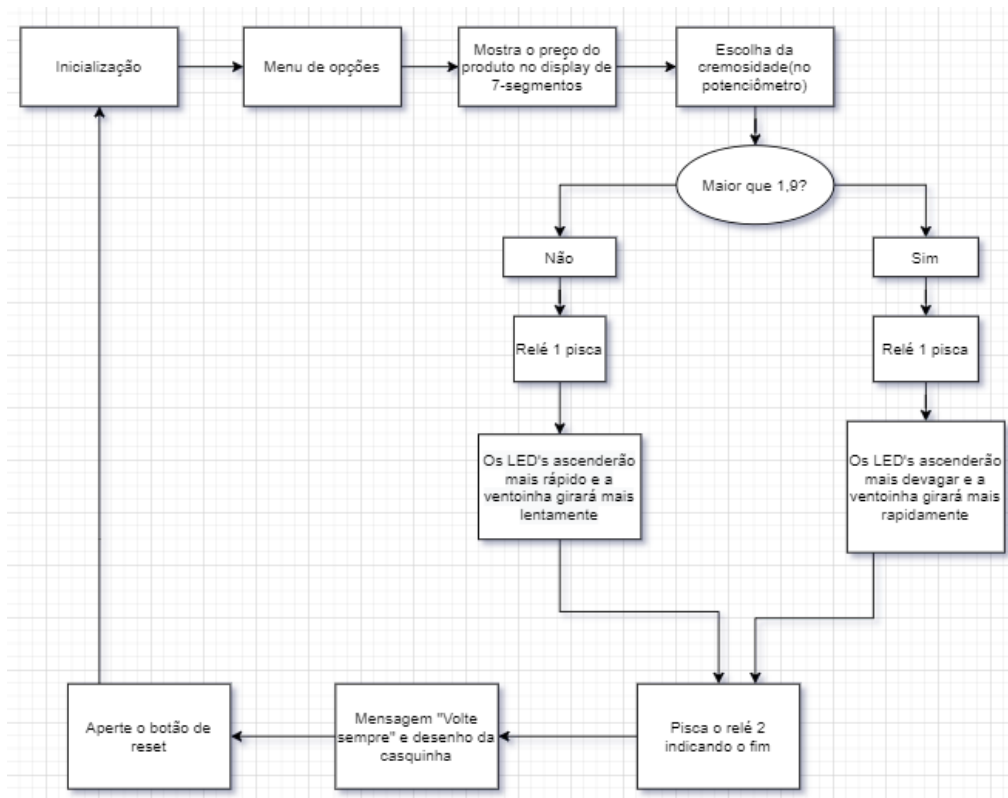 Inicialização
Menu de opções
Mostra o preço do
produto no display de
7-segmentos
Escolha da
cremosidade(no
potenciômetro)
Maior que 1,9?
Não
Sim
Relé 1 pisca
Relé 1 pisca
Os LED's ascenderão
mais rápido e a
ventoinha girará mais
lentamente
Os LED's ascenderão
mais devagar e a
ventoinha girará mais
rapidamente
Pisca o relé 2
indicando o fim
Mensagem "Volte
sempre" e desenho da
casquinha
Aperte o botão de
reset